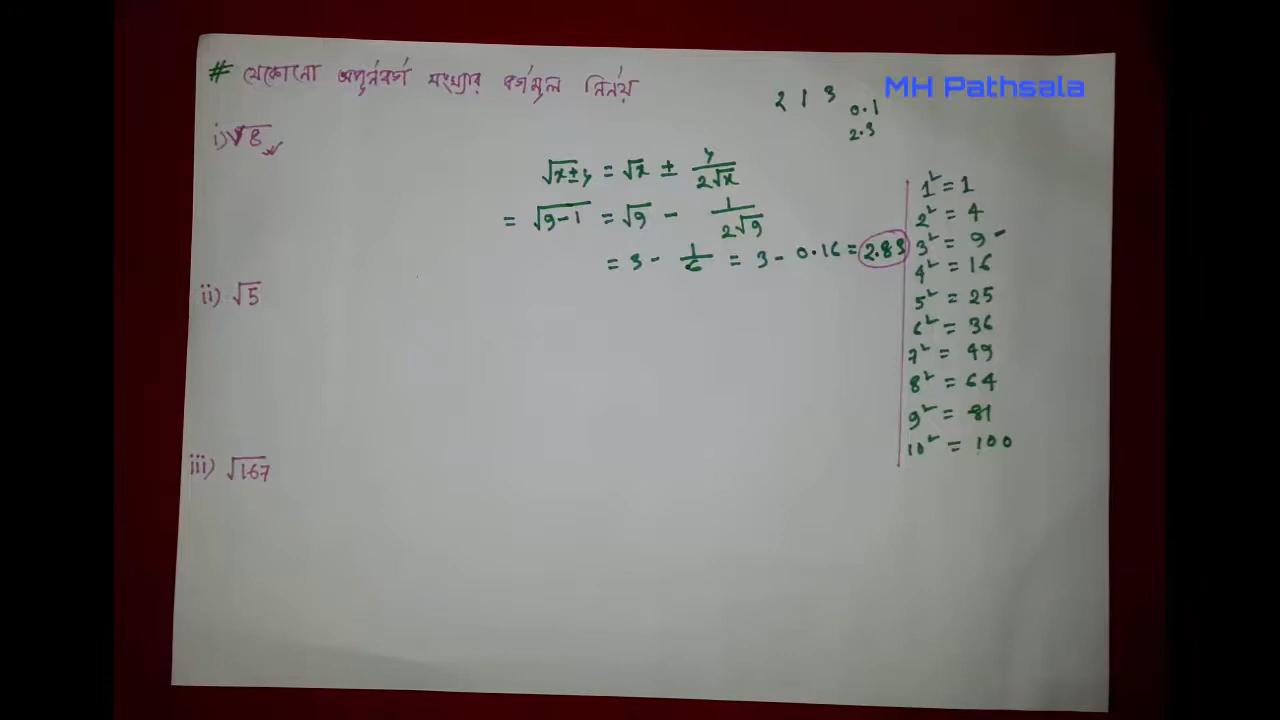 # যেকোনো অপূর্নবর্গ সংখ্যার বর্গমূল নির্নয়
MH Pathsala
2 1 3
0.1
2.3
i) √8
√x±y = √x ± y/2√x
= √9-1 = √9 - 1/2√9
= 3 - 1/6 = 3 - 0.16 = 2.83
ii) √5
iii) √167
1² = 1
2² = 4
3² = 9
4² = 16
5² = 25
6² = 36
7² = 49
8² = 64
9² = 81
10² = 100